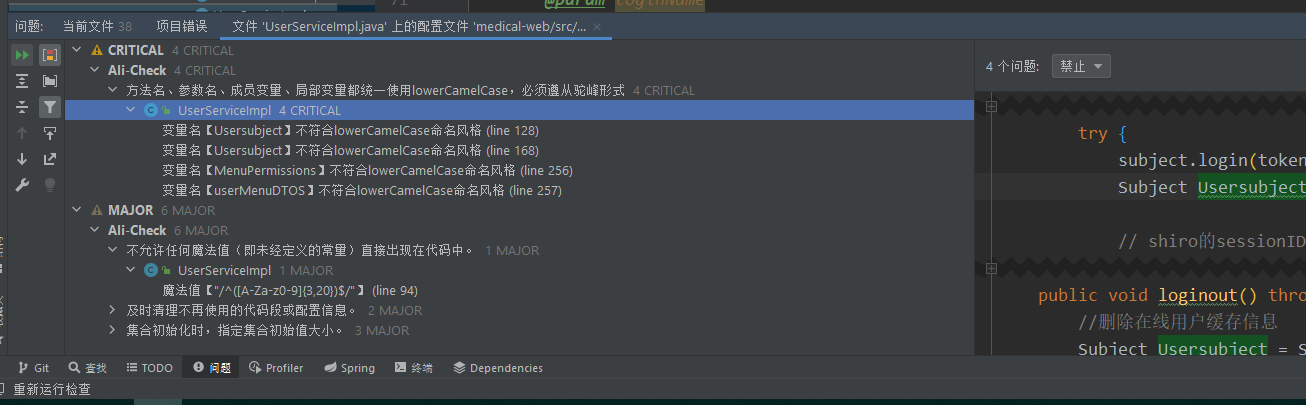 71 @param loginName
问题: 当前文件 38 项目错误 文件 'UserServiceImpl.java' 上的配置文件 'medical-web/src/...
CRITICAL 4 CRITICAL
Ali-Check 4 CRITICAL
方法名、参数名、成员变量、局部变量都统一使用lowerCamelCase，必须遵从驼峰形式 4 CRITICAL
UserServiceImpl 4 CRITICAL
变量名【Usersubject】不符合lowerCamelCase命名风格 (line 128)
变量名【Usersubject】不符合lowerCamelCase命名风格 (line 168)
变量名【MenuPermissions】不符合lowerCamelCase命名风格 (line 256)
变量名【userMenuDTOS】不符合lowerCamelCase命名风格 (line 257)
MAJOR 6 MAJOR
Ali-Check 6 MAJOR
不允许任何魔法值（即未经定义的常量）直接出现在代码中。 1 MAJOR
UserServiceImpl 1 MAJOR
魔法值【"/^([A-Za-z0-9]{3,20})$/"】 (line 94)
及时清理不再使用的代码段或配置信息。 2 MAJOR
集合初始化时，指定集合初始值大小。 3 MAJOR
4 个问题: 禁止
try {
subject.login(token
Subject Usersubject
// shiro的sessionID
public void loginout() thro
//删除在线用户缓存信息
Subject Usersubject = S
Git 查找 TODO 问题 Profiler Spring 终端 Dependencies
重新运行检查